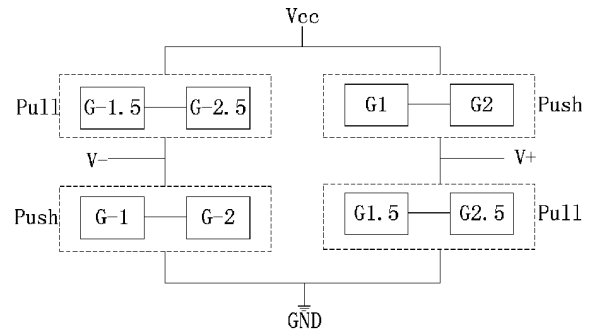 Vcc
Pull G-1.5 G-2.5 G1 G2 Push
V- V+
Push G-1 G-2 G1.5 G2.5 Pull
GND